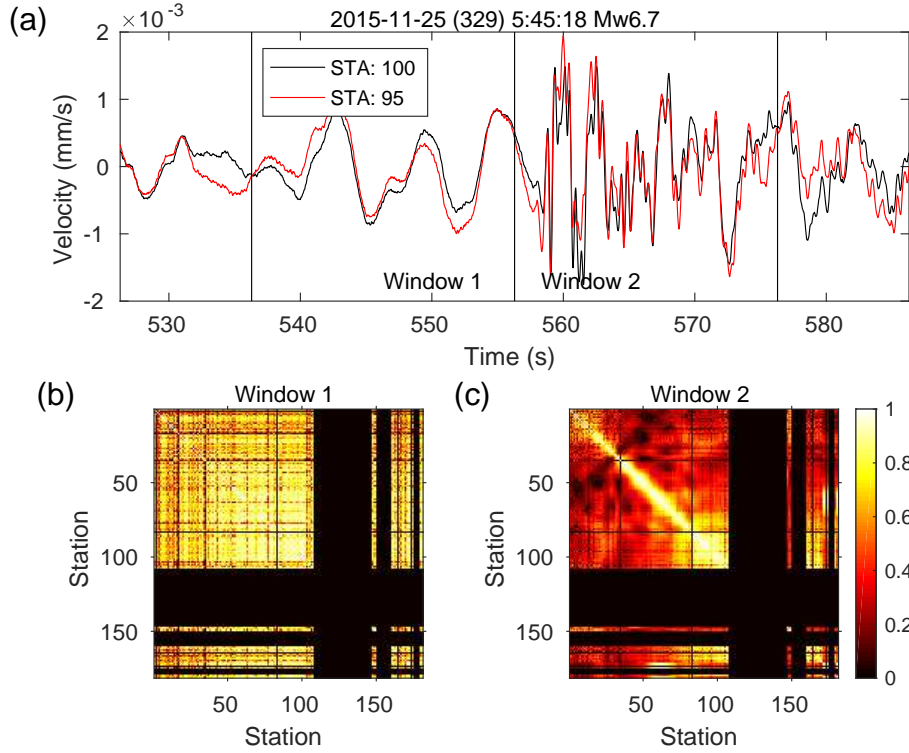 (a)
×10⁻³
2015-11-25 (329) 5:45:18 Mw6.7
2
1
0
-1
-2
Velocity (mm/s)
STA: 100
STA: 95
Window 1
Window 2
530
540
550
560
570
580
Time (s)
(b)
Window 1
50
100
150
Station
50
100
150
Station
(c)
Window 2
50
100
150
Station
50
100
150
Station
1
0.8
0.6
0.4
0.2
0